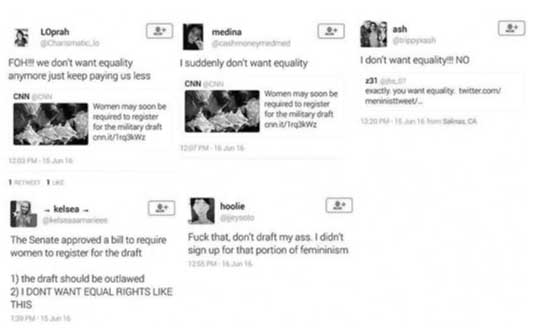 L0prah
@Charismatic_lo
FOH!!! we don't want equality
anymore just keep paying us less
CNN @CNN
Women may soon be
required to register
for the military draft
cnn.it/1rq3kWz
12:03 PM - 15 Jun 16
1 RETWEET 1 LIKE
medina
@cashmoneymedmed
I suddenly don't want equality
CNN @CNN
Women may soon be
required to register
for the military draft
cnn.it/1rq3kWz
12:07 PM - 16 Jun 16
ash
@trippyxash
I don't want equality!!! NO
z31
exactly. you want equality. twitter.com/
meninisttweet/...
12:20 PM - 15 Jun 16 from Salinas, CA
→ kelsea →
@kelseaaamarieee
The Senate approved a bill to require
women to register for the draft
1) the draft should be outlawed
2) I DONT WANT EQUAL RIGHTS LIKE
THIS
1:39 PM - 15 Jun 16
hoolie
@jjeysolo
Fuck that, don't draft my ass. I didn't
sign up for that portion of femininism
12:55 PM - 16 Jun 16